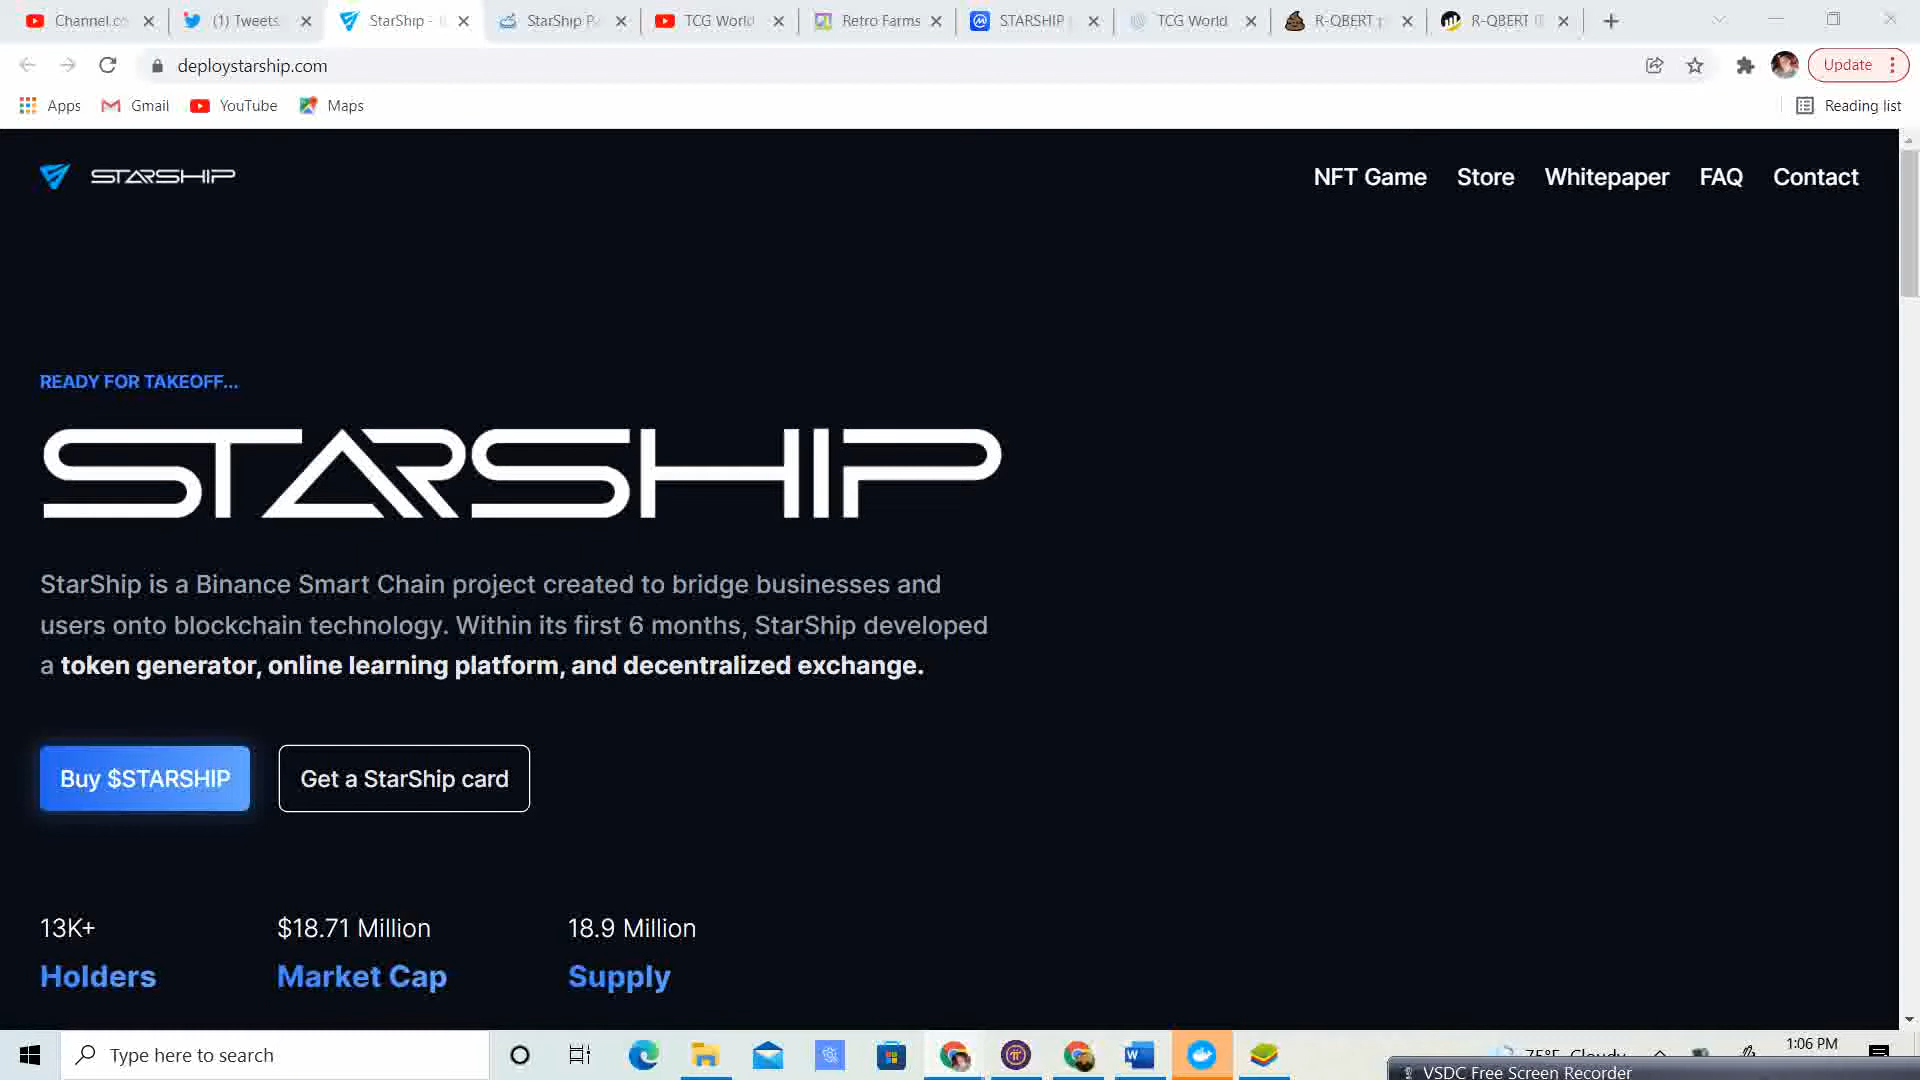 Channel.co
(1) Tweets
StarShip -
StarShip P
TCG World
Retro Farms
STARSHIP
TCG World
R-QBERT p
R-QBERT
deploystarship.com
Update
Apps
Gmail
YouTube
Maps
Reading list
STARSHIP
NFT Game
Store
Whitepaper
FAQ
Contact
READY FOR TAKEOFF...
STARSHIP
StarShip is a Binance Smart Chain project created to bridge businesses and
users onto blockchain technology. Within its first 6 months, StarShip developed
a token generator, online learning platform, and decentralized exchange.
Buy $STARSHIP
Get a StarShip card
13K+
$18.71 Million
18.9 Million
Holders
Market Cap
Supply
Type here to search
75°F Cloudy
1:06 PM
VSDC Free Screen Recorder